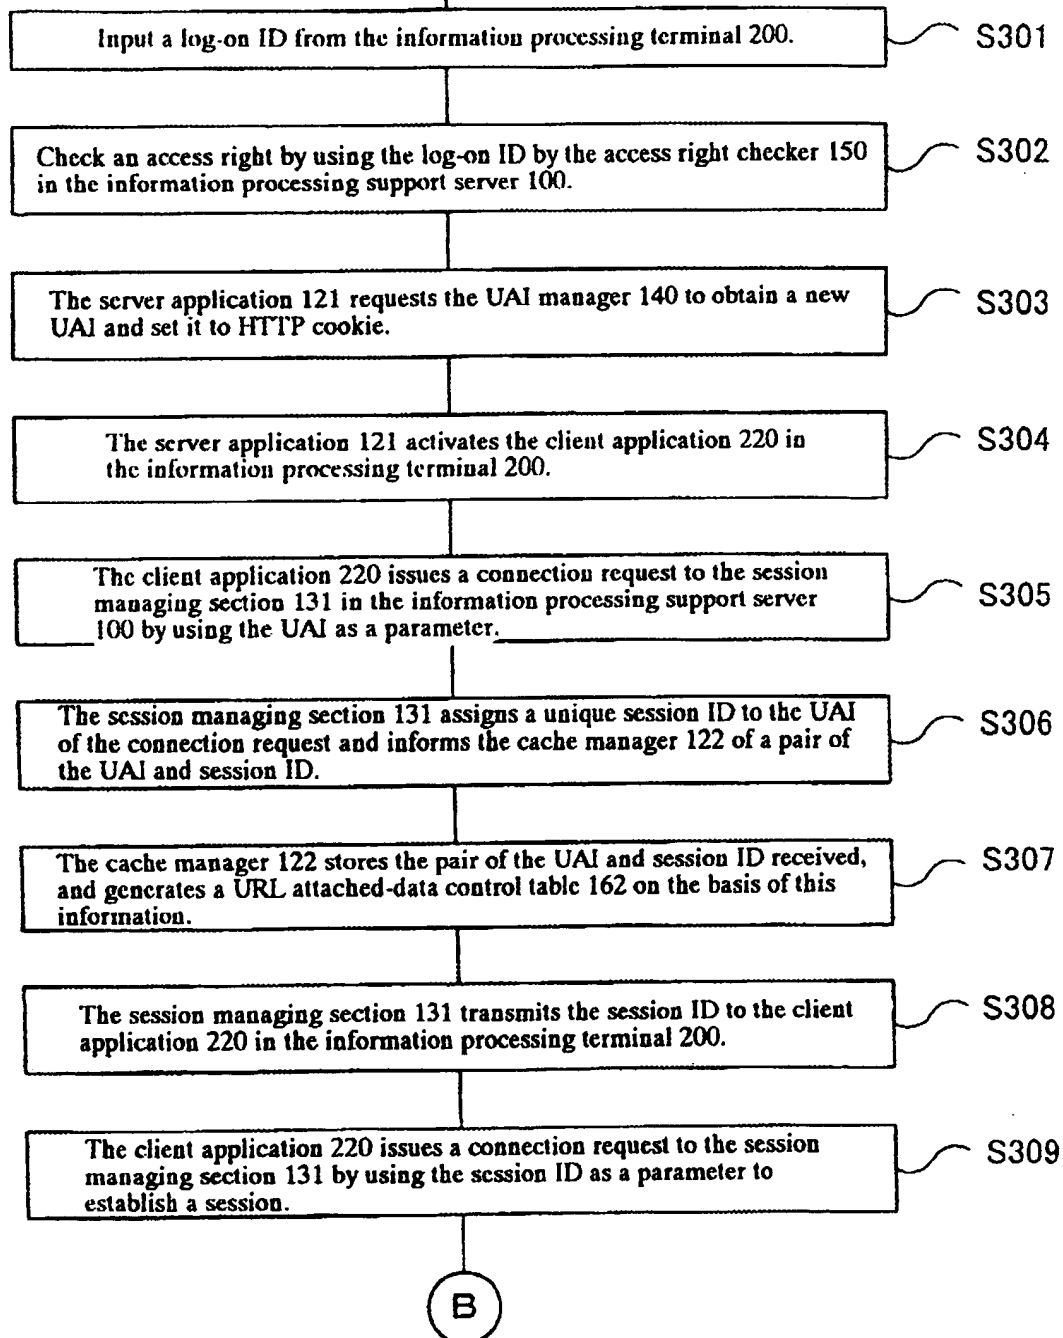 Input a log-on ID from the information processing terminal 200.
S301
Check an access right by using the log-on ID by the access right checker 150
in the information processing support server 100.
S302
The server application 121 requests the UAI manager 140 to obtain a new
UAI and set it to HTTP cookie.
S303
The server application 121 activates the client application 220 in
the information processing terminal 200.
S304
The client application 220 issues a connection request to the session
managing section 131 in the information processing support server
100 by using the UAI as a parameter.
S305
The session managing section 131 assigns a unique session ID to the UAI
of the connection request and informs the cache manager 122 of a pair of
the UAI and session ID.
S306
The cache manager 122 stores the pair of the UAI and session ID received,
and generates a URL attached-data control table 162 on the basis of this
information.
S307
The session managing section 131 transmits the session ID to the client
application 220 in the information processing terminal 200.
S308
The client application 220 issues a connection request to the session
managing section 131 by using the session ID as a parameter to
establish a session.
S309
B